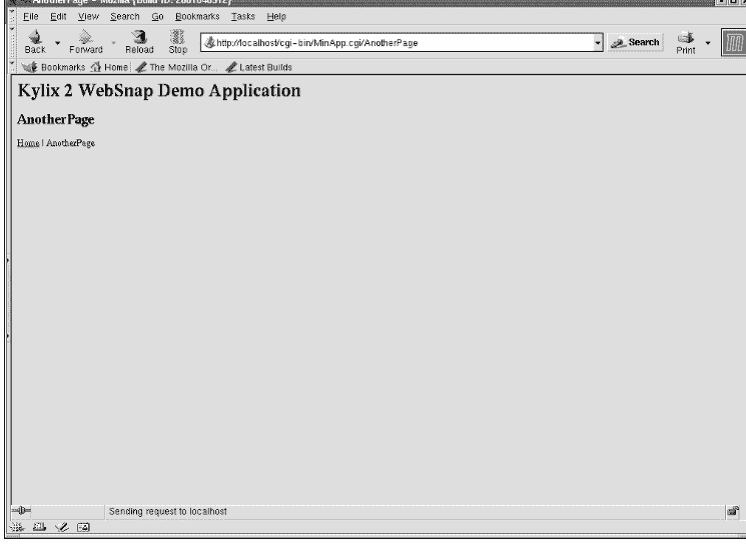 AnotherPage - Mozilla {Build ID:
File Edit View Search Go Bookmarks Tasks Help
Back Forward Reload Stop http://localhost/cgi-bin/MinApp.cgi/AnotherPage Search Print
Bookmarks Home The Mozilla Or... Latest Builds
Kylix 2 WebSnap Demo Application
AnotherPage
Home | AnotherPage
Sending request to localhost